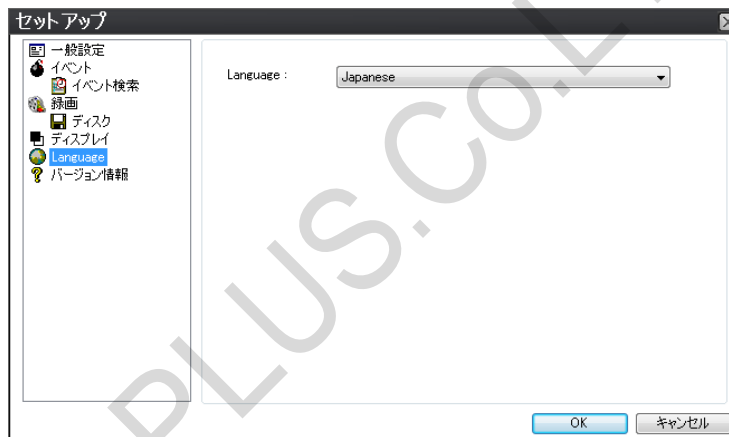 セットアップ
一般設定
イベント
イベント検索
録画
ディスク
ディスプレイ
Language
バージョン情報
Language :
Japanese
OK
キャンセル
PLUS.Co.L